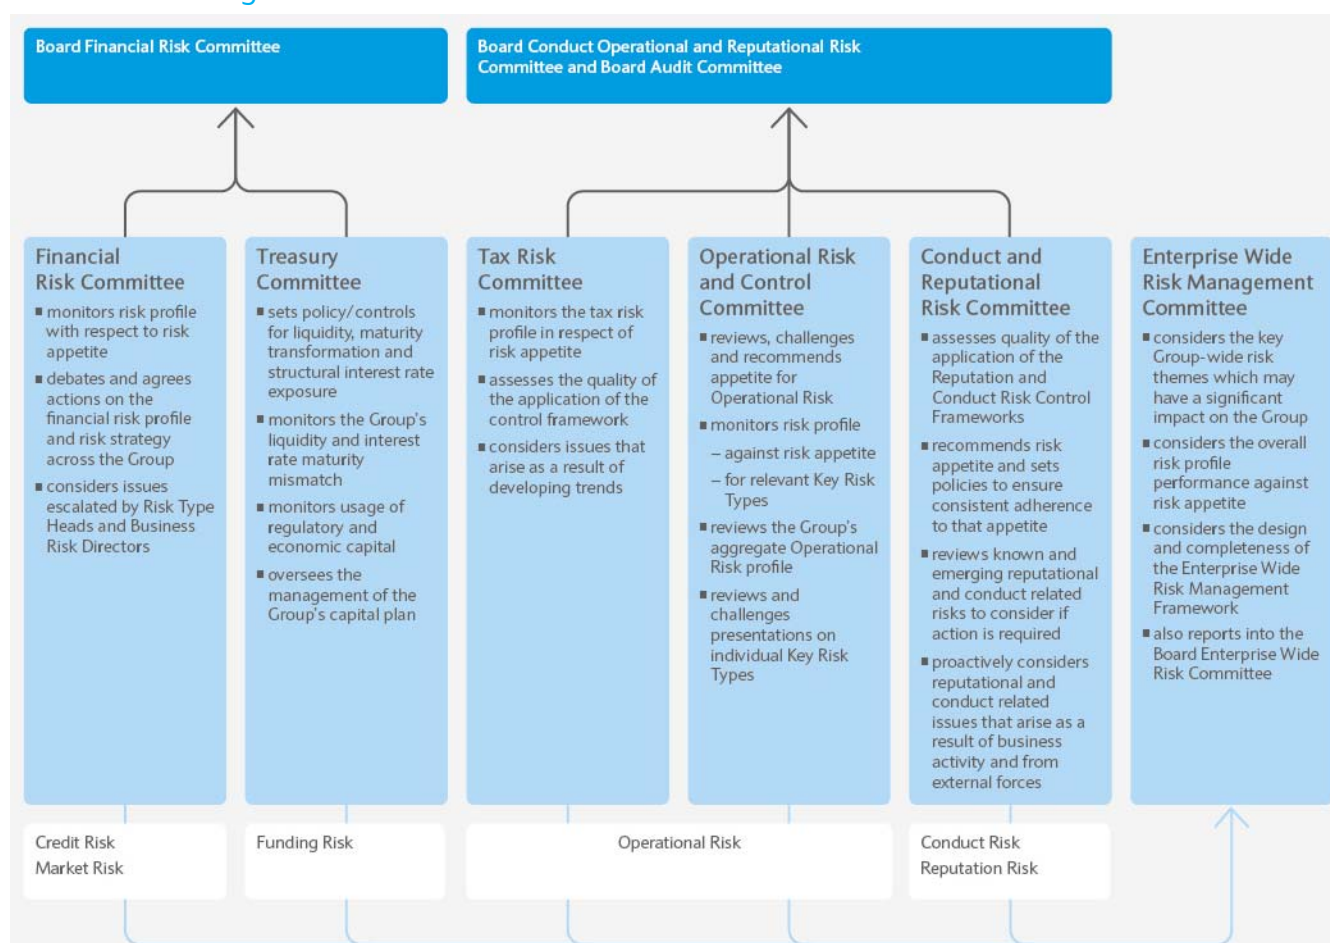 Board Financial Risk Committee
Board Conduct Operational and Reputational Risk
Committee and Board Audit Committee
Financial
Risk Committee
■ monitors risk profile
with respect to risk
appetite
■ debates and agrees
actions on the
financial risk profile
and risk strategy
across the Group
■ considers issues
escalated by Risk Type
Heads and Business
Risk Directors
Treasury
Committee
■ sets policy/controls
for liquidity, maturity
transformation and
structural interest rate
exposure
■ monitors the Group's
liquidity and interest
rate maturity
mismatch
■ monitors usage of
regulatory and
economic capital
■ oversees the
management of the
Group's capital plan
Tax Risk
Committee
■ monitors the tax risk
profile in respect of
risk appetite
■ assesses the quality of
the application of the
control framework
■ considers issues that
arise as a result of
developing trends
Operational Risk
and Control
Committee
■ reviews, challenges
and recommends
appetite for
Operational Risk
■ monitors risk profile
– against risk appetite
– for relevant Key Risk
Types
■ reviews the Group's
aggregate Operational
Risk profile
■ reviews and
challenges
presentations on
individual Key Risk
Types
Conduct and
Reputational
Risk Committee
■ assesses quality of the
application of the
Reputation and
Conduct Risk Control
Frameworks
■ recommends risk
appetite and sets
policies to ensure
consistent adherence
to that appetite
■ reviews known and
emerging reputational
and conduct related
risks to consider if
action is required
■ proactively considers
reputational and
conduct related
issues that arise as a
result of business
activity and from
external forces
Enterprise Wide
Risk Management
Committee
■ considers the key
Group-wide risk
themes which may
have a significant
impact on the Group
■ considers the overall
risk profile
performance against
risk appetite
■ considers the design
and completeness of
the Enterprise Wide
Risk Management
Framework
■ also reports into the
Board Enterprise Wide
Risk Committee
Credit Risk
Market Risk
Funding Risk
Operational Risk
Conduct Risk
Reputation Risk